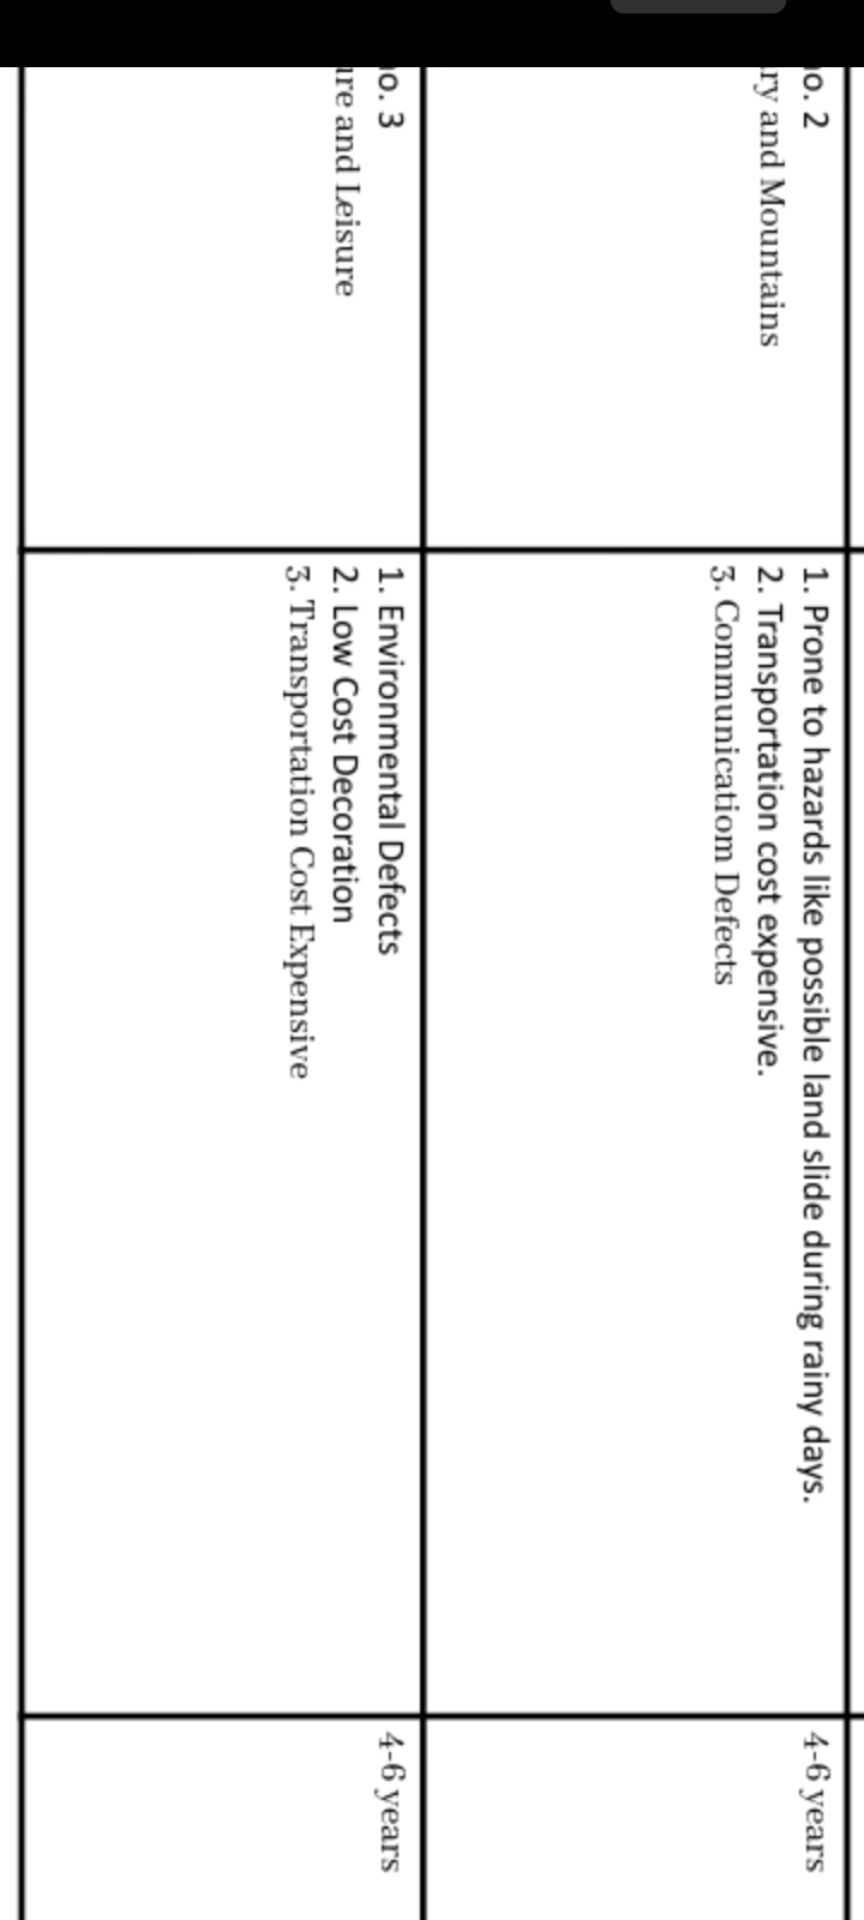 o. 2
ry and Mountains
1. Prone to hazards like possible land slide during rainy days.
2. Transportation cost expensive.
3. Communicatiom Defects
4-6 years
o. 3
ure and Leisure
1. Environmental Defects
2. Low Cost Decoration
3. Transportation Cost Expensive
4-6 years